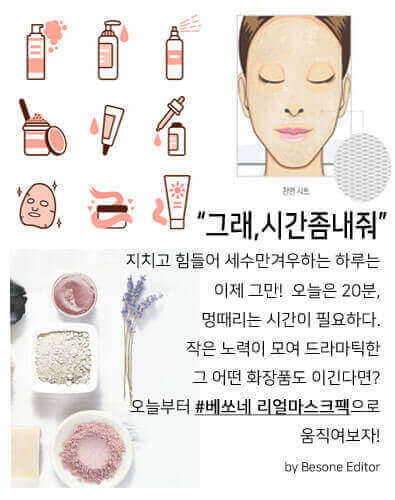 천연 시트
“그래,시간좀내줘”
지치고 힘들어 세수만겨우하는 하루는
이제 그만! 오늘은 20분,
멍때리는 시간이 필요하다.
작은 노력이 모여 드라마틱한
그 어떤 화장품도 이긴다면?
오늘부터 #베쏘네 리얼마스크팩으로
움직여보자!
by Besone Editor